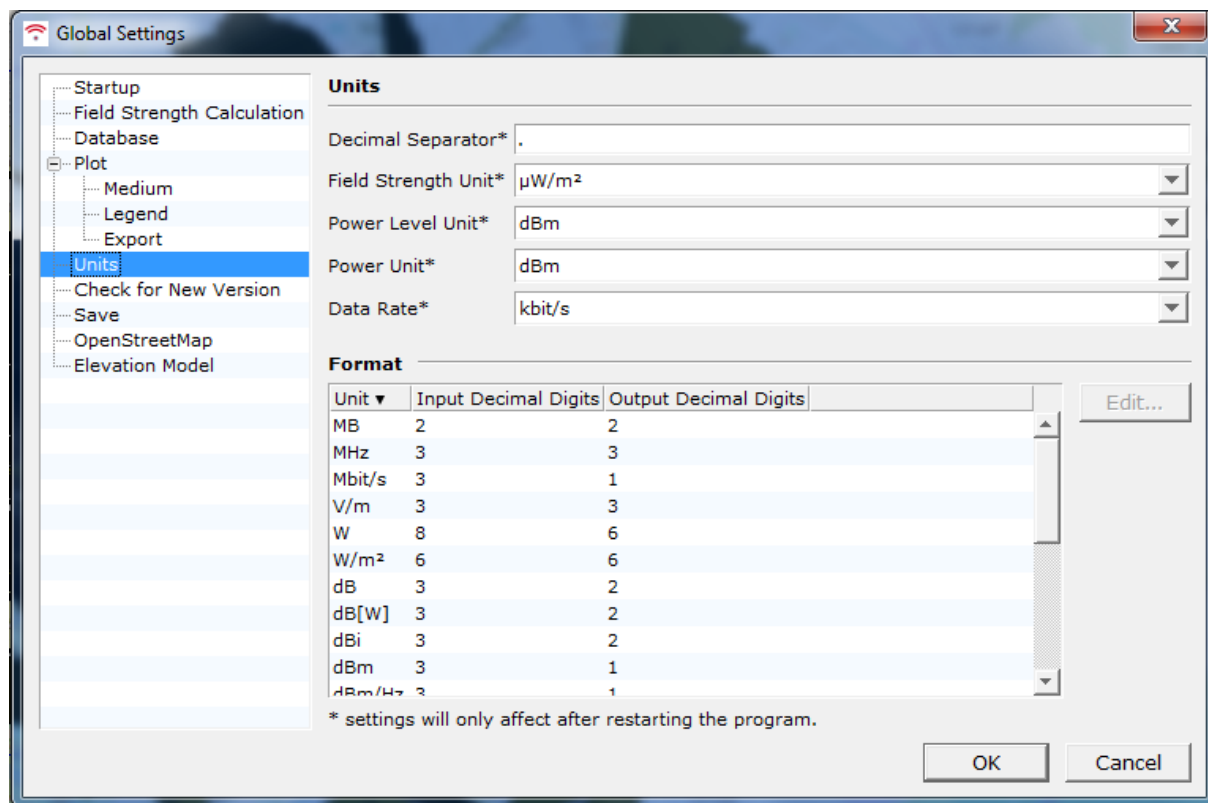 Global Settings
Startup
Field Strength Calculation
Database
Plot
Medium
Legend
Export
Units
Check for New Version
Save
OpenStreetMap
Elevation Model
Units
Decimal Separator* .
Field Strength Unit* µW/m²
Power Level Unit* dBm
Power Unit* dBm
Data Rate* kbit/s
Format
Unit ▾ Input Decimal Digits Output Decimal Digits
MB 2 2
MHz 3 3
Mbit/s 3 1
V/m 3 3
W 8 6
W/m² 6 6
dB 3 2
dB[W] 3 2
dBi 3 2
dBm 3 1
dBm/Hz 3 1
Edit...
* settings will only affect after restarting the program.
OK Cancel